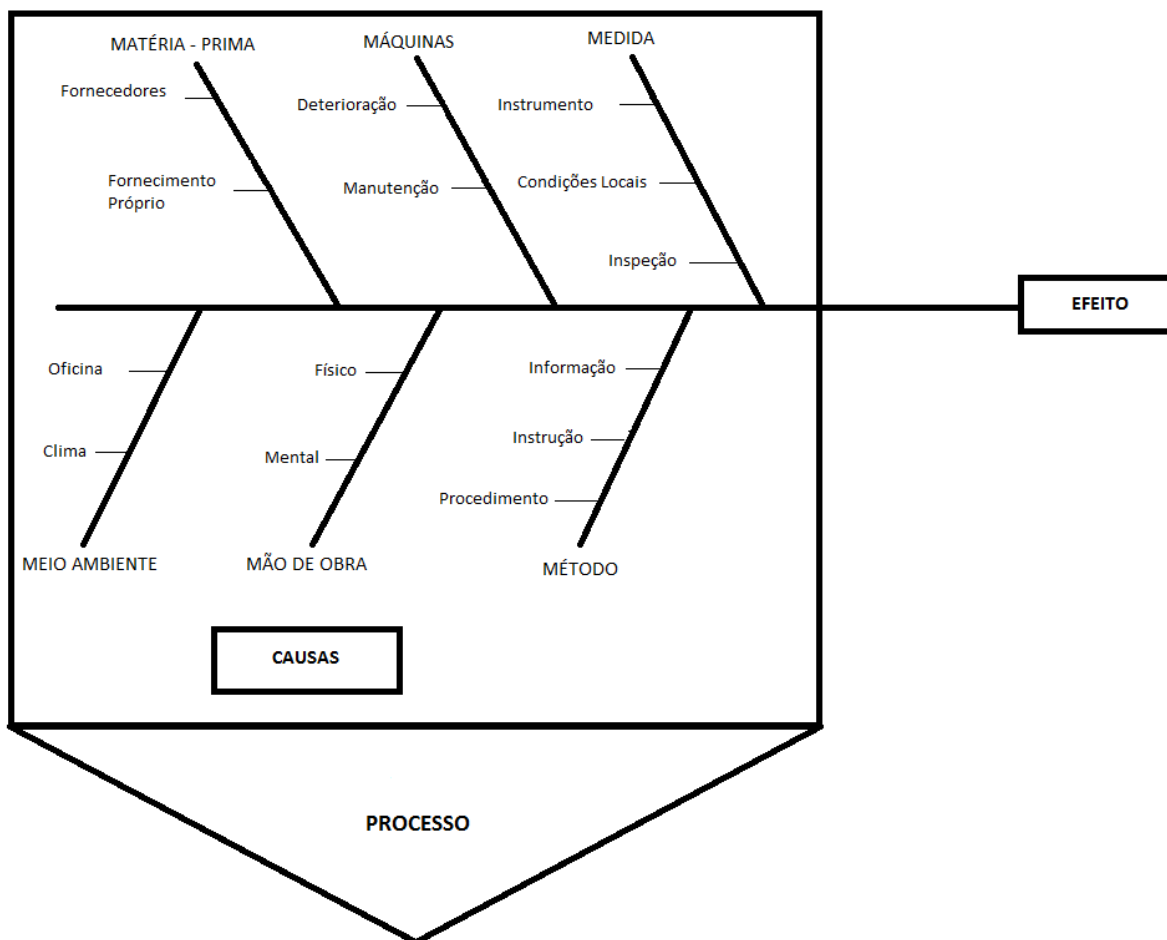 MATÉRIA - PRIMA
MÁQUINAS
MEDIDA
Fornecedores
Deterioração
Instrumento
Fornecimento
Próprio
Manutenção
Condições Locais
Inspeção
EFEITO
Oficina
Físico
Informação
Clima
Mental
Instrução
Procedimento
MEIO AMBIENTE
MÃO DE OBRA
MÉTODO
CAUSAS
PROCESSO